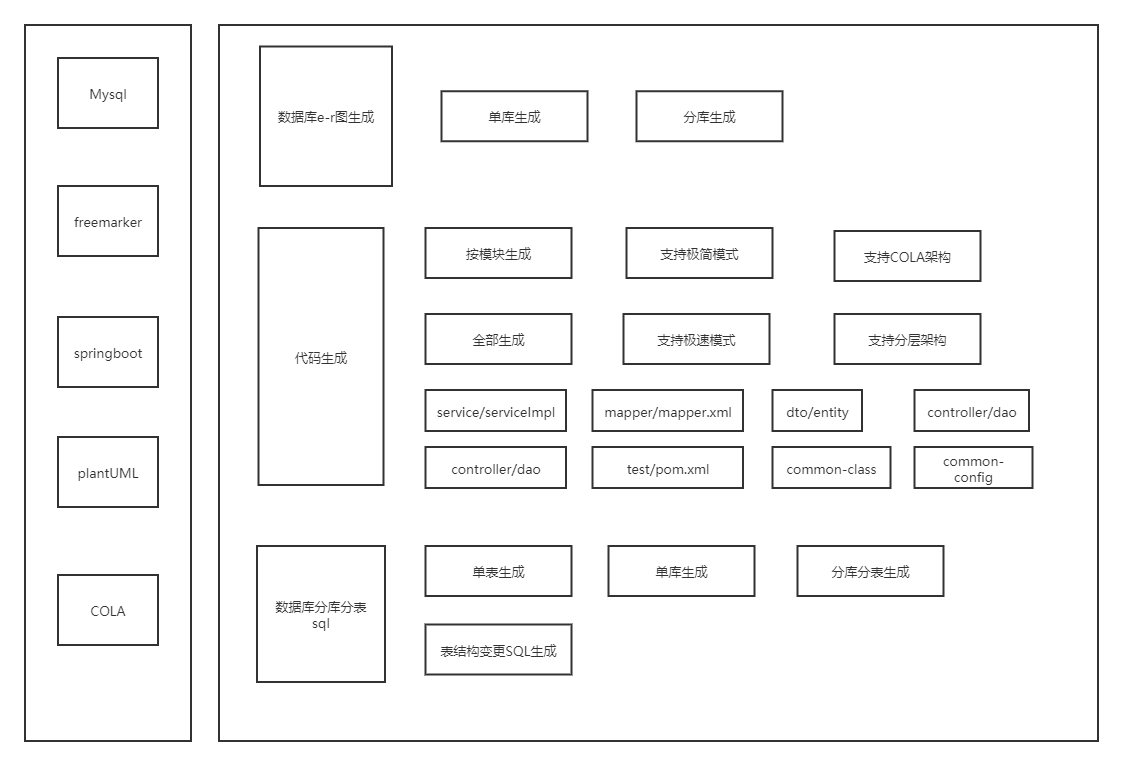 Mysql
freemarker
springboot
plantUML
COLA
数据库e-r图生成
单库生成
分库生成
代码生成
按模块生成
支持极简模式
支持COLA架构
全部生成
支持极速模式
支持分层架构
service/serviceImpl
mapper/mapper.xml
dto/entity
controller/dao
controller/dao
test/pom.xml
common-class
common-
config
数据库分库分表
sql
单表生成
单库生成
分库分表生成
表结构变更SQL生成